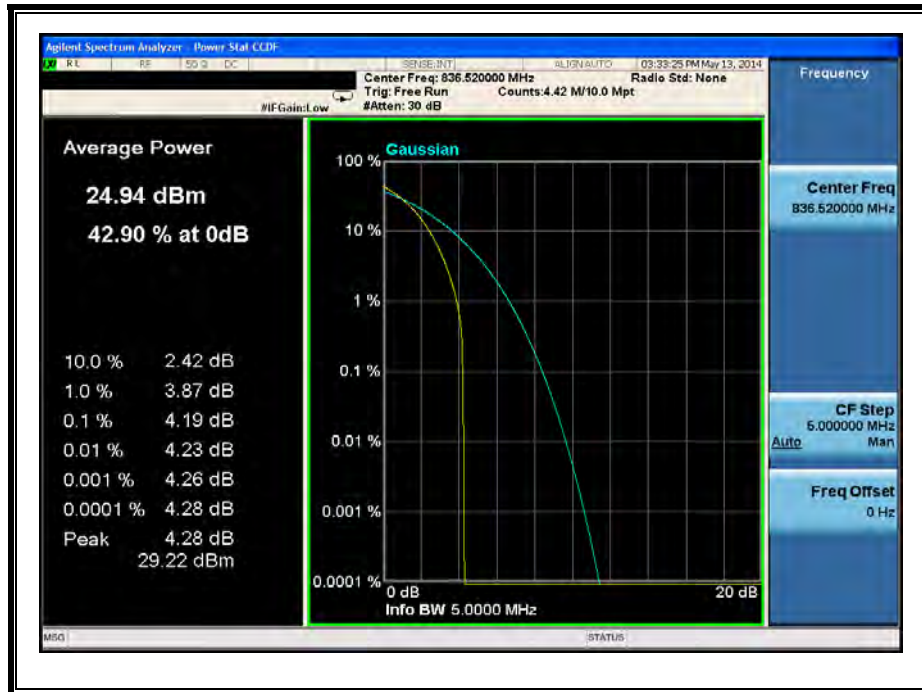 Agilent Spectrum Analyzer - Power Stat CCDF
LXI RL RF 50 Ω DC SENSE:INT ALIGN AUTO 03:33:25 PM May 13, 2014
Center Freq: 836.520000 MHz Radio Std: None
Trig: Free Run Counts:4.42 M/10.0 Mpt
#IFGain:Low #Atten: 30 dB
Frequency
Average Power
24.94 dBm
42.90 % at 0dB
10.0 % 2.42 dB
1.0 % 3.87 dB
0.1 % 4.19 dB
0.01 % 4.23 dB
0.001 % 4.26 dB
0.0001 % 4.28 dB
Peak 4.28 dB
29.22 dBm
Gaussian
100 %
10 %
1 %
0.1 %
0.01 %
0.001 %
0.0001 %
0 dB 20 dB
Info BW 5.0000 MHz
Center Freq
836.520000 MHz
CF Step
5.000000 MHz
Auto Man
Freq Offset
0 Hz
MSG STATUS